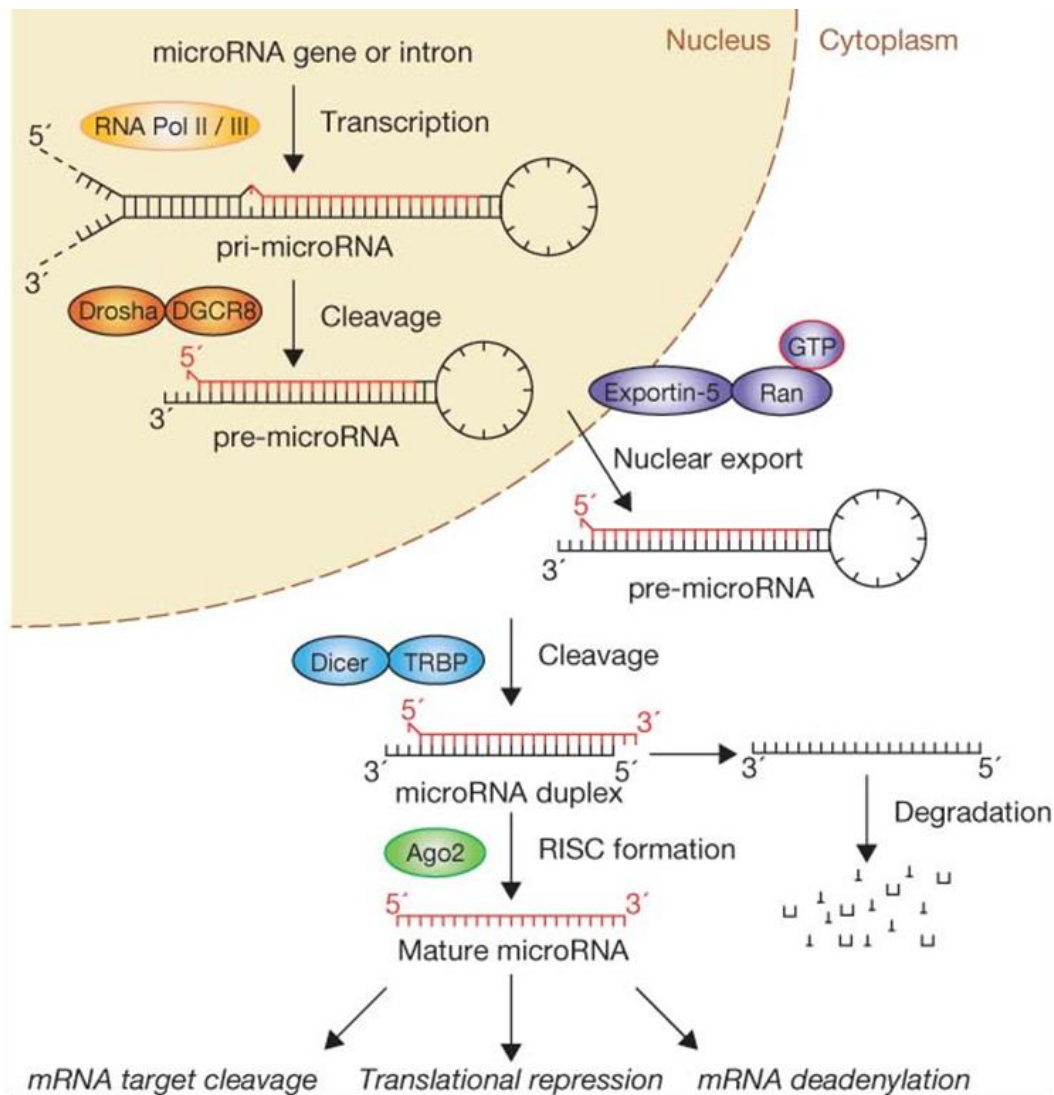 Nucleus
Cytoplasm
microRNA gene or intron
RNA Pol II / III
Transcription
5´
pri-microRNA
3´
Drosha
DGCR8
Cleavage
GTP
5´
Exportin-5
Ran
3´
pre-microRNA
Nuclear export
5´
3´
pre-microRNA
Dicer
TRBP
Cleavage
5´
3´
3´
5´
3´
5´
microRNA duplex
Degradation
Ago2
RISC formation
5´
3´
Mature microRNA
mRNA target cleavage
Translational repression
mRNA deadenylation